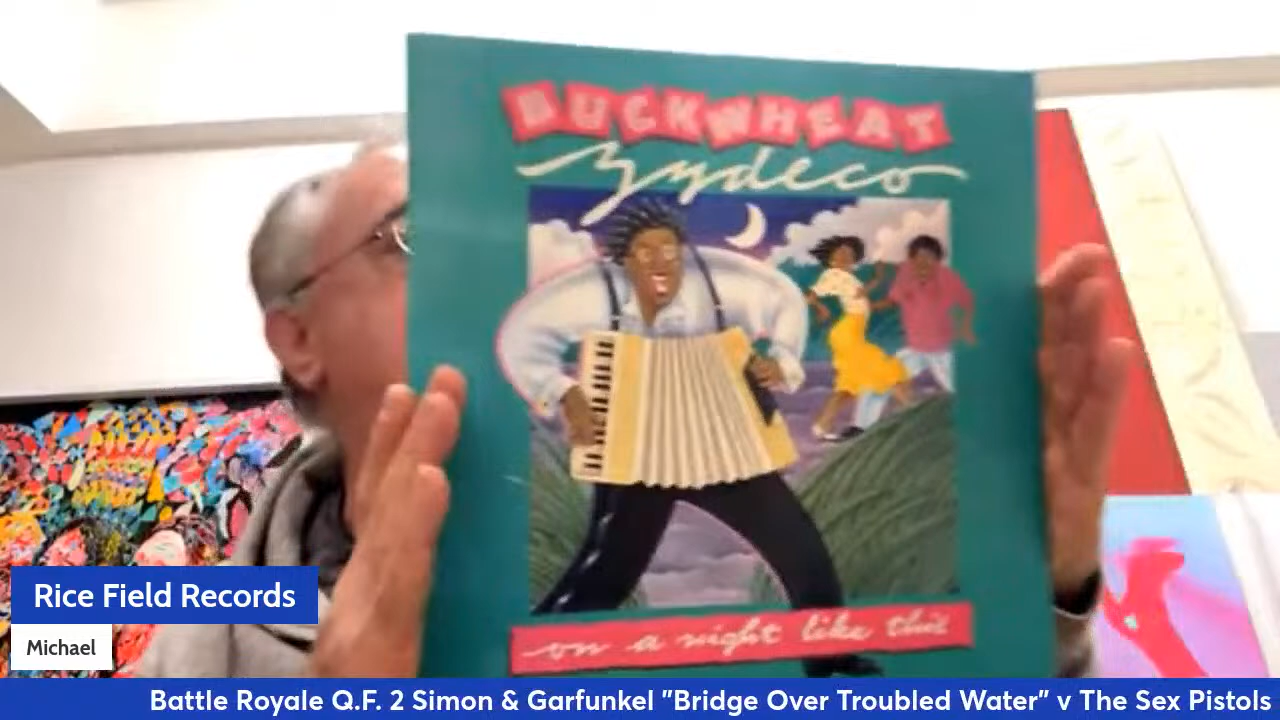 BUCKWHEAT
Zydeco
on a night like this
Rice Field Records
Michael
Battle Royale Q.F. 2 Simon & Garfunkel "Bridge Over Troubled Water" v The Sex Pistols